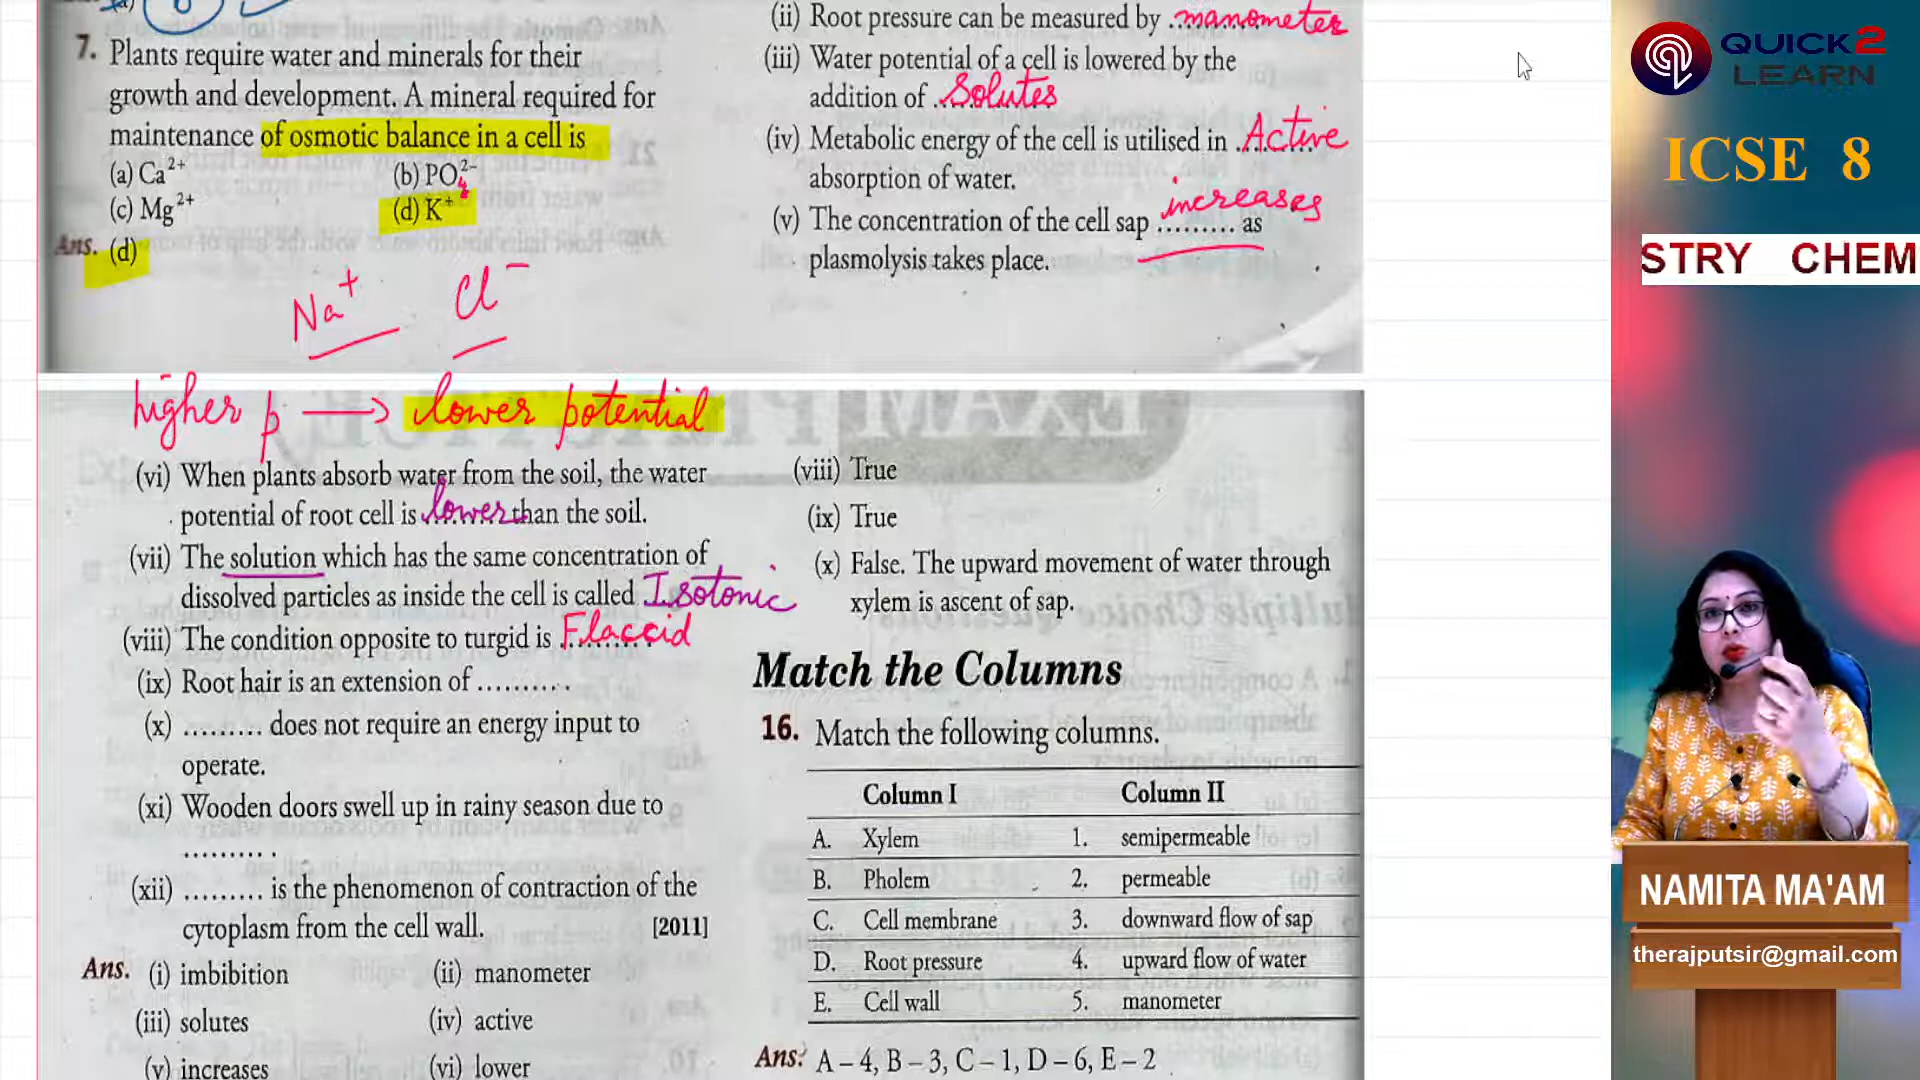 7. Plants require water and minerals for their
growth and development. A mineral required for
maintenance of osmotic balance in a cell is
(a) Ca2+ (b) PO42-
(c) Mg2+ (d) K+
Ans. (d)
Na+ Cl-
(ii) Root pressure can be measured by manometer
(iii) Water potential of a cell is lowered by the
addition of Solutes
(iv) Metabolic energy of the cell is utilised in Active
absorption of water.
increases
(v) The concentration of the cell sap ......... as
plasmolysis takes place.
higher p → lower potential
(vi) When plants absorb water from the soil, the water
potential of root cell is lower than the soil.
(vii) The solution which has the same concentration of
dissolved particles as inside the cell is called Isotonic
(viii) The condition opposite to turgid is Flaccid
(ix) Root hair is an extension of ......... .
(x) ......... does not require an energy input to
operate.
(xi) Wooden doors swell up in rainy season due to
......... .
(xii) ......... is the phenomenon of contraction of the
cytoplasm from the cell wall. [2011]
Ans. (i) imbibition (ii) manometer
(iii) solutes (iv) active
(v) increases (vi) lower
(viii) True
(ix) True
(x) False. The upward movement of water through
xylem is ascent of sap.
Match the Columns
16. Match the following columns.
Column I Column II
A. Xylem 1. semipermeable
B. Pholem 2. permeable
C. Cell membrane 3. downward flow of sap
D. Root pressure 4. upward flow of water
E. Cell wall 5. manometer
Ans. A – 4, B – 3, C – 1, D – 6, E – 2
QUICK2
LEARN
ICSE 8
STRY CHEM
NAMITA MA'AM
therajputsir@gmail.com